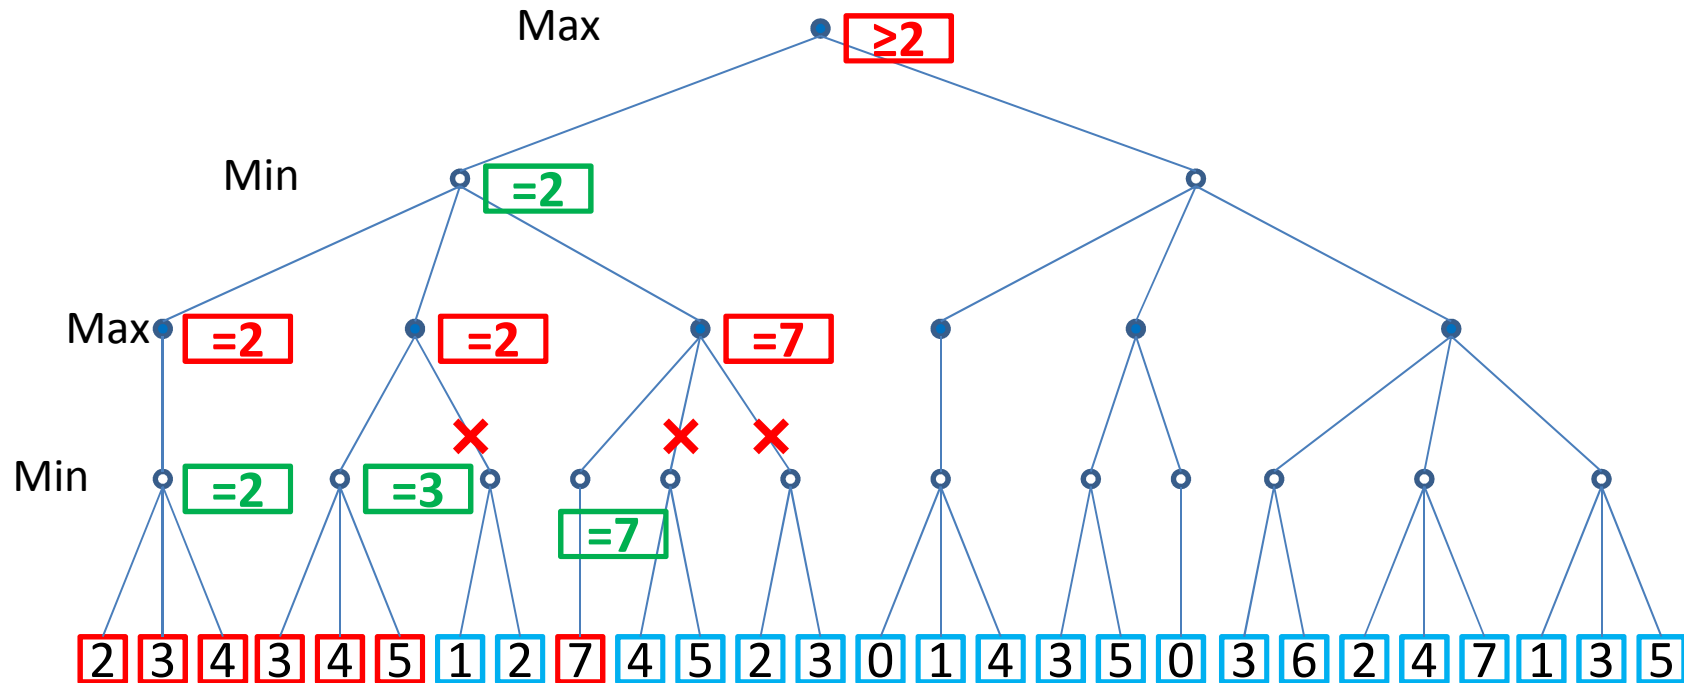 Max ≥2
Min =2
Max =2 =2 =7
Min =2 =3
=7
2 3 4 3 4 5 1 2 7 4 5 2 3 0 1 4 3 5 0 3 6 2 4 7 1 3 5